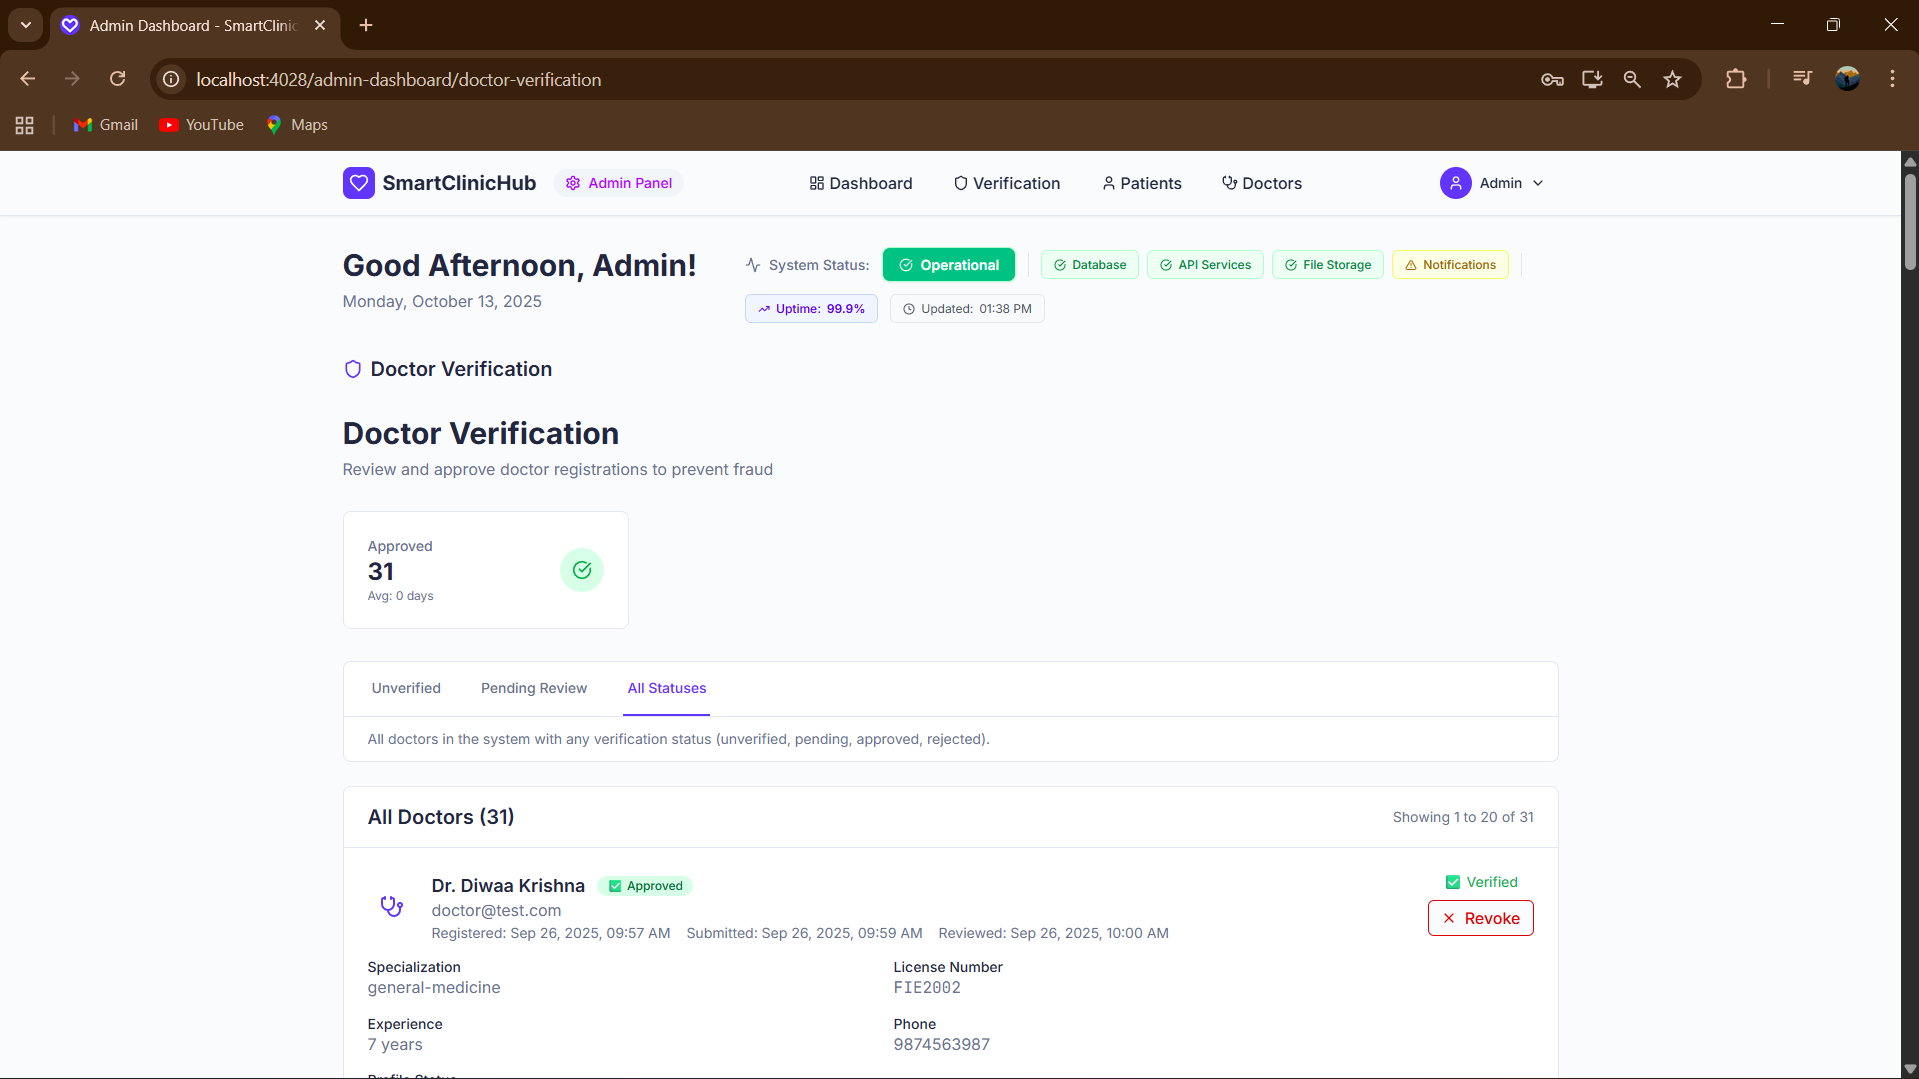 Admin Dashboard - SmartClinic
localhost:4028/admin-dashboard/doctor-verification
Gmail YouTube Maps
SmartClinicHub Admin Panel Dashboard Verification Patients Doctors Admin
Good Afternoon, Admin!
Monday, October 13, 2025
System Status: Operational Database API Services File Storage Notifications
Uptime: 99.9% Updated: 01:38 PM
Doctor Verification
Doctor Verification
Review and approve doctor registrations to prevent fraud
Approved
31
Avg: 0 days
Unverified Pending Review All Statuses
All doctors in the system with any verification status (unverified, pending, approved, rejected).
All Doctors (31) Showing 1 to 20 of 31
Dr. Diwaa Krishna Approved Verified
doctor@test.com
Revoke
Registered: Sep 26, 2025, 09:57 AM Submitted: Sep 26, 2025, 09:59 AM Reviewed: Sep 26, 2025, 10:00 AM
Specialization License Number
general-medicine FIE2002
Experience Phone
7 years 9874563987